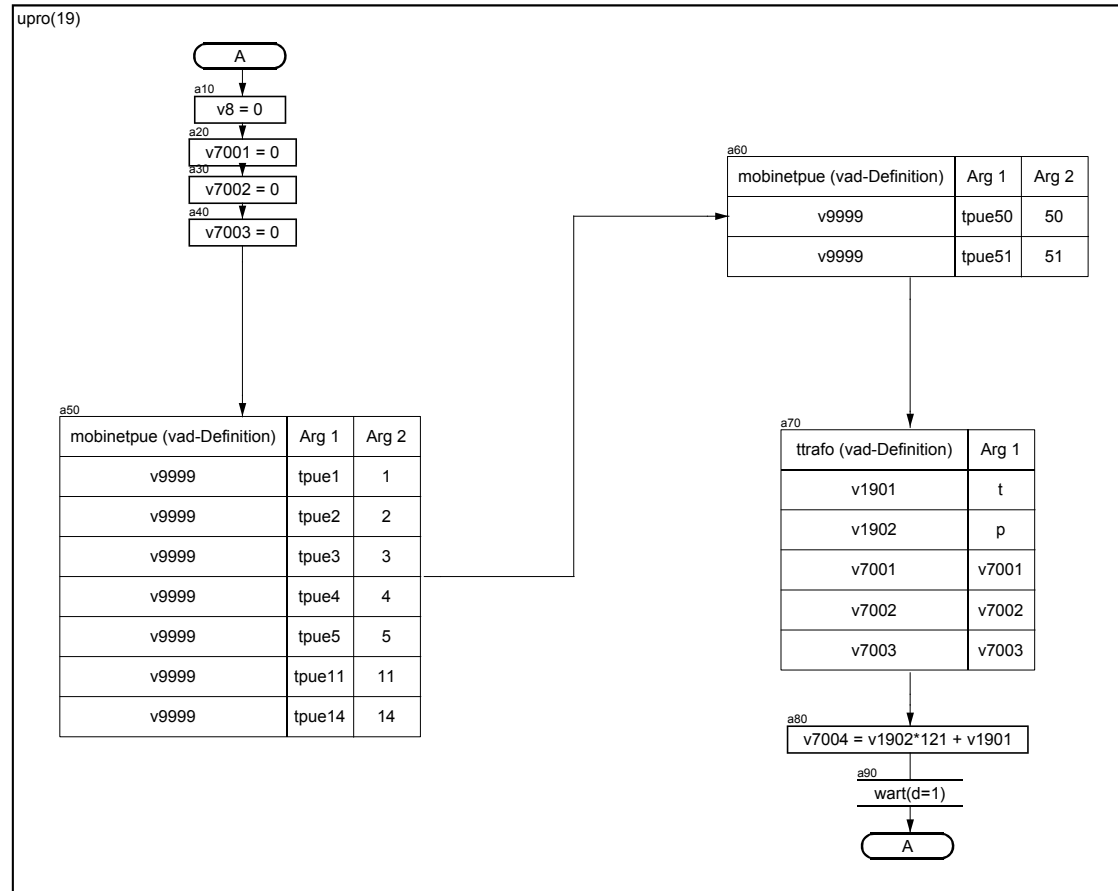 upro(19)
A
a10
v8 = 0
a20
v7001 = 0
a30
v7002 = 0
a40
v7003 = 0
a50
mobinetpue (vad-Definition) Arg 1 Arg 2
v9999 tpue1 1
v9999 tpue2 2
v9999 tpue3 3
v9999 tpue4 4
v9999 tpue5 5
v9999 tpue11 11
v9999 tpue14 14
a60
mobinetpue (vad-Definition) Arg 1 Arg 2
v9999 tpue50 50
v9999 tpue51 51
a70
ttrafo (vad-Definition) Arg 1
v1901 t
v1902 p
v7001 v7001
v7002 v7002
v7003 v7003
a80
v7004 = v1902*121 + v1901
a90
wart(d=1)
A